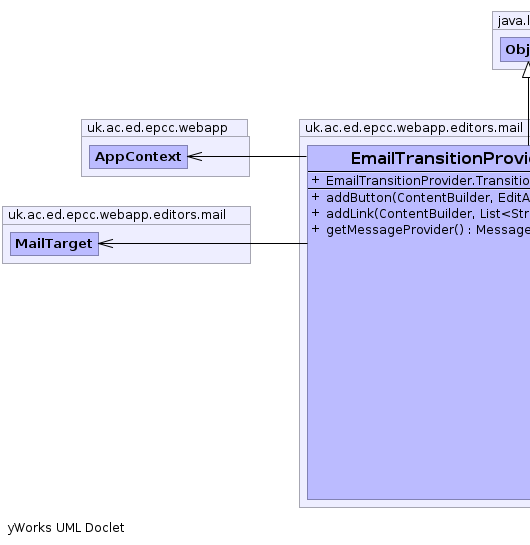 java.l
Obj
uk.ac.ed.epcc.webapp
AppContext
uk.ac.ed.epcc.webapp.editors.mail
MailTarget
uk.ac.ed.epcc.webapp.editors.mail
EmailTransitionProvi
+ EmailTransitionProvider.Transitio
+ addButton(ContentBuilder, EditA
+ addLink(ContentBuilder, List<Str
+ getMessageProvider() : Message
yWorks UML Doclet